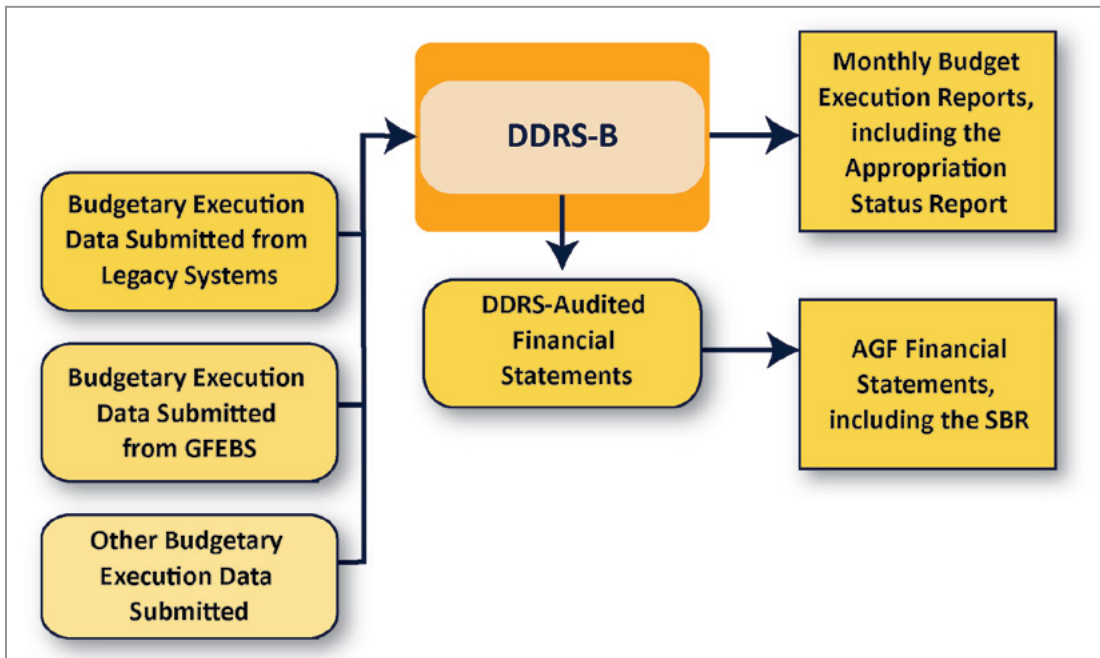 Budgetary Execution
Data Submitted from
Legacy Systems
Budgetary Execution
Data Submitted
from GFEBS
Other Budgetary
Execution Data
Submitted
DDRS-B
DDRS-Audited
Financial
Statements
Monthly Budget
Execution Reports,
including the
Appropriation
Status Report
AGF Financial
Statements,
including the SBR